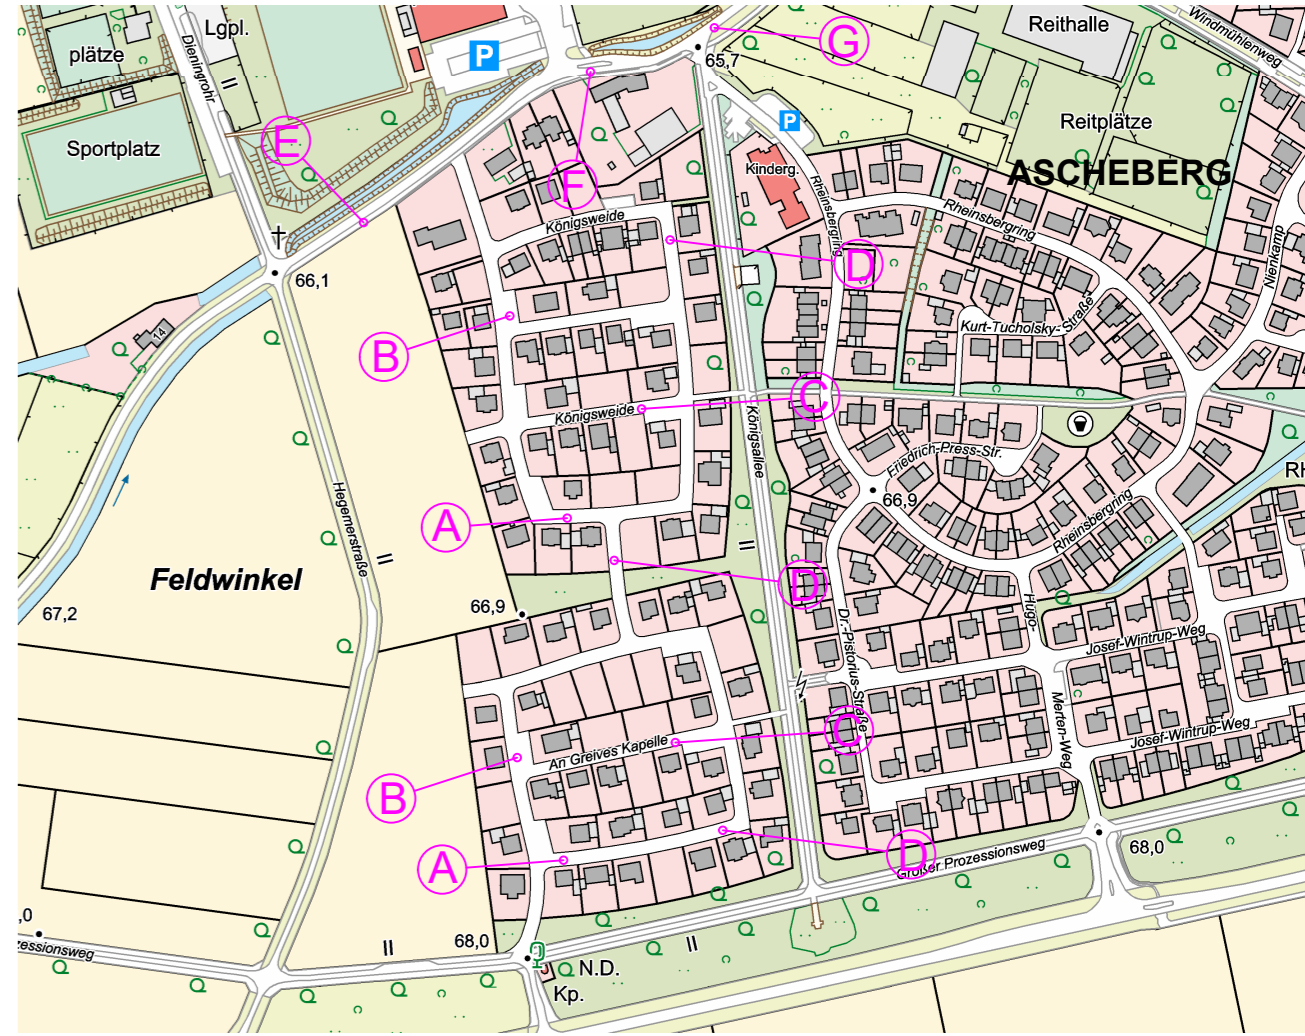 Lgpl.
Reithalle
Windmühlenweg
plätze
Dieningrohr
P
G
65,7
E
Sportplatz
P
Reitplätze
Kinderg.
ASCHEBERG
F
Rheinsbergring
Königsweide
Rheinsbergring
Nienkamp
D
66,1
14
B
Kurt-Tucholsky-Straße
C
Königsweide
Königsallee
Friedrich-Press-Str.
RH
66,9
Hegemerstraße
A
Rheinsbergring
Feldwinkel
D
67,2
66,9
Dr.-Pistorius-Straße
Hugo-
Josef-Wintrup-Weg
Merten-Weg
C
An Greives Kapelle
Josef-Wintrup-Weg
B
A
D
Großer Prozessionsweg
68,0
,0
zessionsweg
68,0
N.D.
Kp.